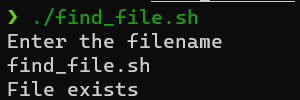 ❯ ./find_file.sh
Enter the filename
find_file.sh
File exists